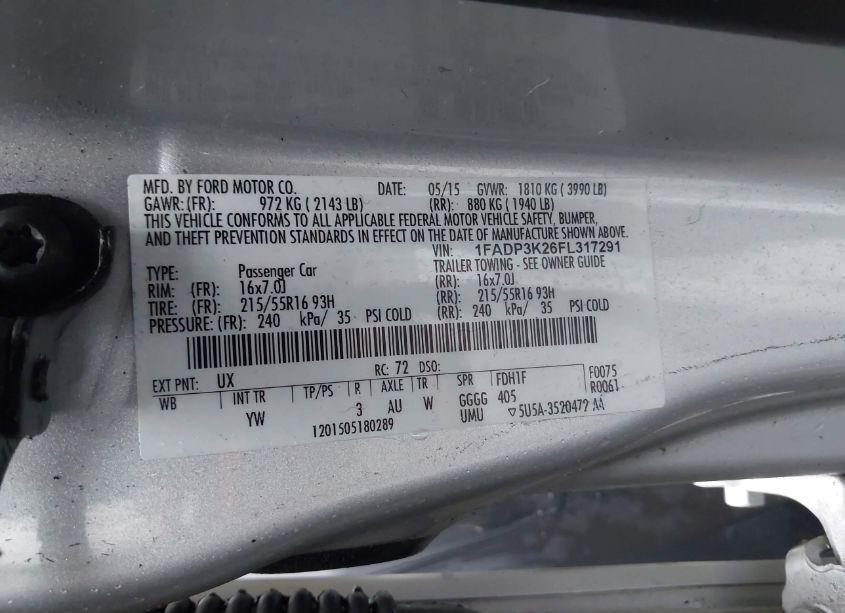 MFD. BY FORD MOTOR CO. DATE: 05/15 GVWR: 1810 KG ( 3990 LB)
GAWR:(FR): 972 KG ( 2143 LB) (RR): 880 KG ( 1940 LB)
THIS VEHICLE CONFORMS TO ALL APPLICABLE FEDERAL MOTOR VEHICLE SAFETY, BUMPER,
AND THEFT PREVENTION STANDARDS IN EFFECT ON THE DATE OF MANUFACTURE SHOWN ABOVE.
VIN: 1FADP3K26FL317291
TYPE: Passenger Car TRAILER TOWING - SEE OWNER GUIDE
RIM: (FR): 16x7.0J (RR): 16x7.0J
TIRE: (FR): 215/55R16 93H (RR): 215/55R16 93H
PRESSURE: (FR): 240 kPa/ 35 PSI COLD (RR): 240 kPa/ 35 PSI COLD
RC: 72 DSO:
EXT PNT: UX F0075
WB INT TR TP/PS R AXLE TR SPR FDH1F R0061
YW 3 AU W GGGG 405
1201505180289 UMU ▽5U5A-3520472 AA